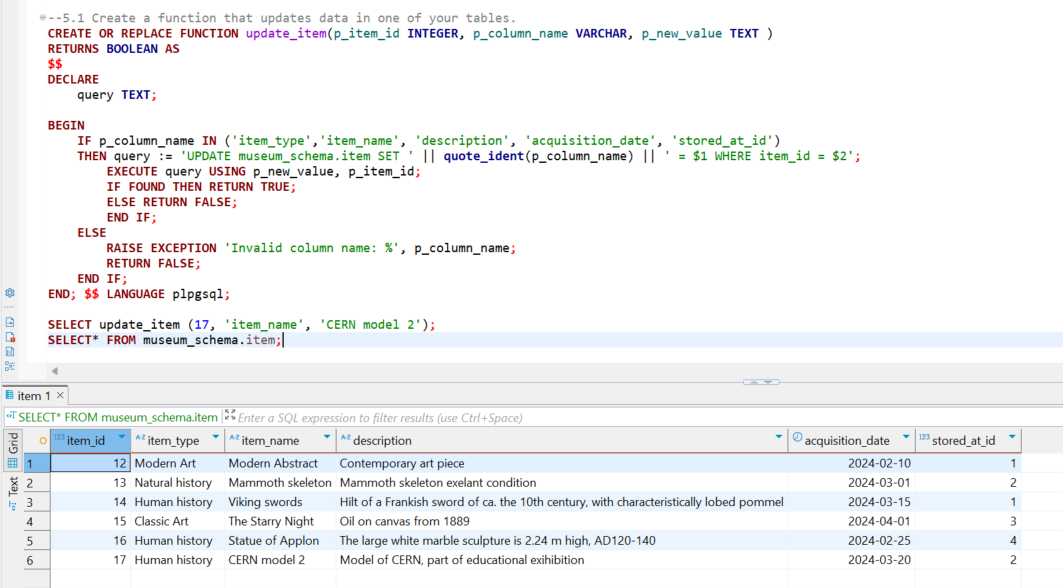 --5.1 Create a function that updates data in one of your tables.
CREATE OR REPLACE FUNCTION update_item(p_item_id INTEGER, p_column_name VARCHAR, p_new_value TEXT )
RETURNS BOOLEAN AS
$$
DECLARE
    query TEXT;

BEGIN
    IF p_column_name IN ('item_type','item_name', 'description', 'acquisition_date', 'stored_at_id')
    THEN query := 'UPDATE museum_schema.item SET ' || quote_ident(p_column_name) || ' = $1 WHERE item_id = $2';
        EXECUTE query USING p_new_value, p_item_id;
        IF FOUND THEN RETURN TRUE;
        ELSE RETURN FALSE;
        END IF;
    ELSE
        RAISE EXCEPTION 'Invalid column name: %', p_column_name;
        RETURN FALSE;
    END IF;
END; $$ LANGUAGE plpgsql;

SELECT update_item (17, 'item_name', 'CERN model 2');
SELECT* FROM museum_schema.item;
item 1
SELECT* FROM museum_schema.item Enter a SQL expression to filter results (use Ctrl+Space)
Grid
Text
123 item_id A-Z item_type A-Z item_name A-Z description acquisition_date 123 stored_at_id
1 12 Modern Art Modern Abstract Contemporary art piece 2024-02-10 1
2 13 Natural history Mammoth skeleton Mammoth skeleton exelant condition 2024-03-01 2
3 14 Human history Viking swords Hilt of a Frankish sword of ca. the 10th century, with characteristically lobed pommel 2024-03-15 1
4 15 Classic Art The Starry Night Oil on canvas from 1889 2024-04-01 3
5 16 Human history Statue of Applon The large white marble sculpture is 2.24 m high, AD120-140 2024-02-25 4
6 17 Human history CERN model 2 Model of CERN, part of educational exihibition 2024-03-20 2